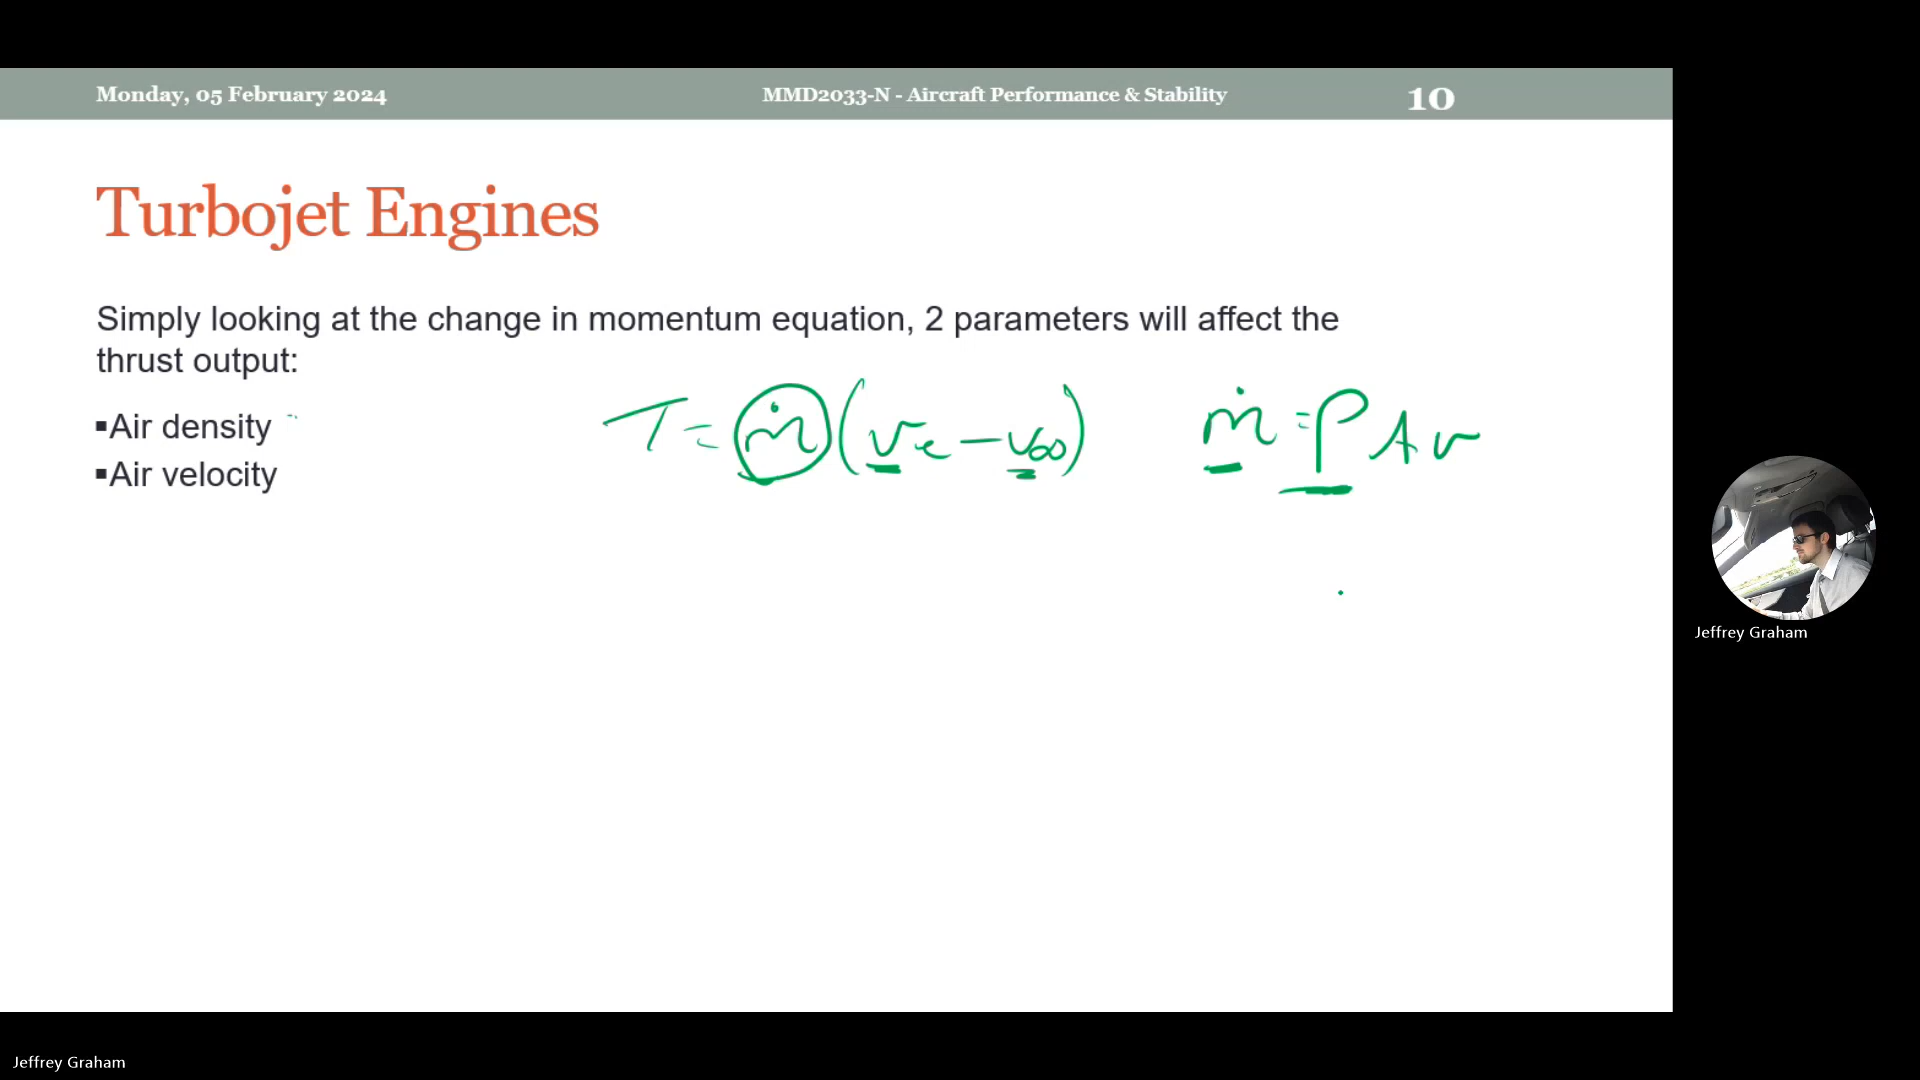 Monday, 05 February 2024 MMD2033-N - Aircraft Performance & Stability 10
Turbojet Engines
Simply looking at the change in momentum equation, 2 parameters will affect the
thrust output:
▪Air density
▪Air velocity
T = ṁ (vₑ − v∞) ṁ = ρ A v
Jeffrey Graham
Jeffrey Graham